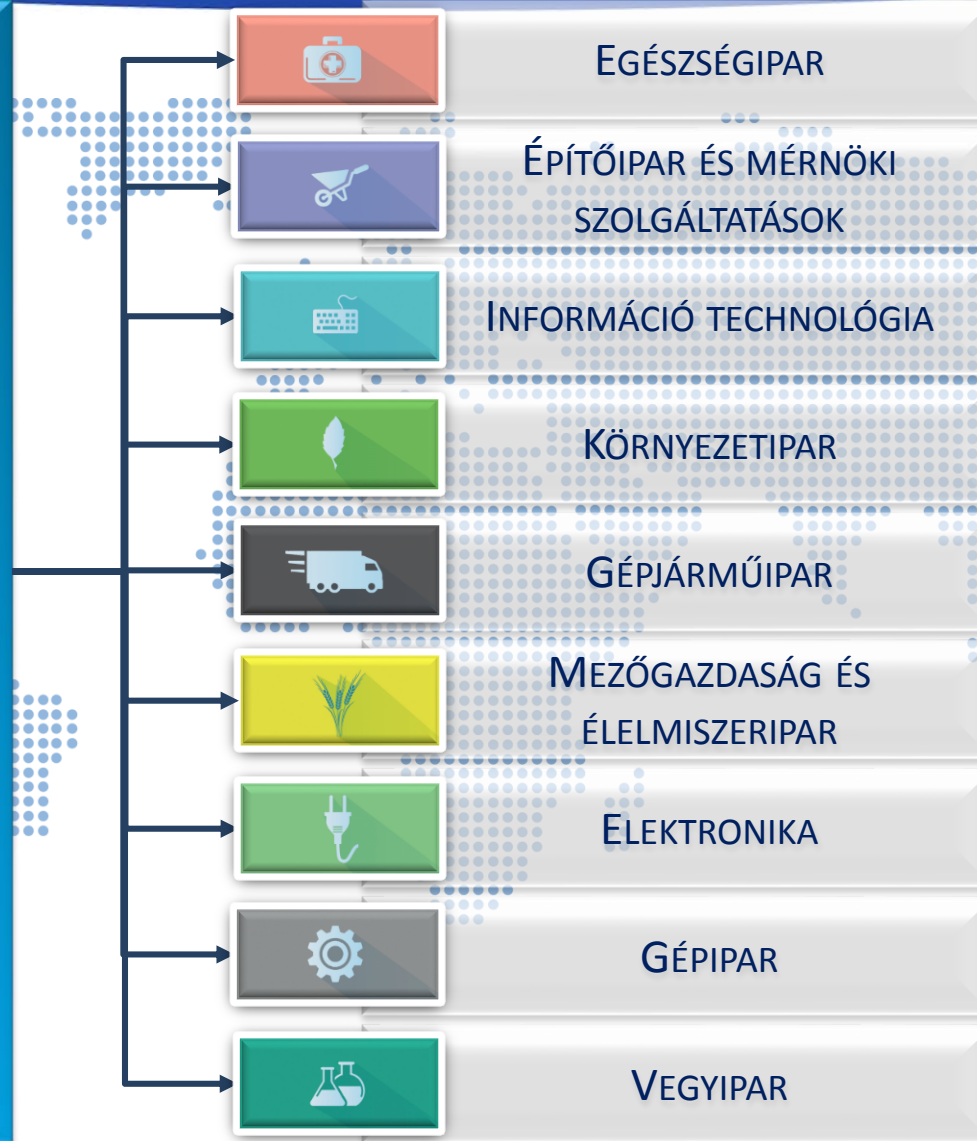 Egészségipar
Építőipar és mérnöki
szolgáltatások
Információ technológia
Környezetipar
Gépjárműipar
Mezőgazdaság és
élelmiszeripar
Elektronika
Gépipar
Vegyipar